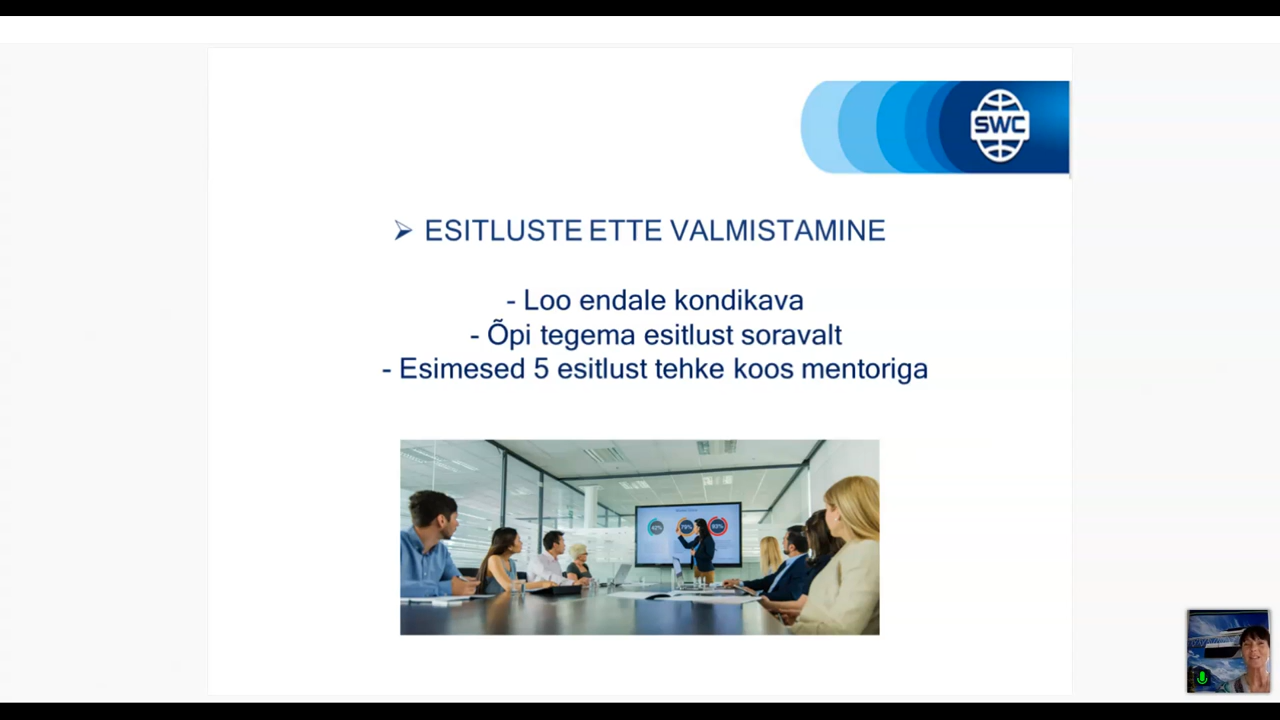 SWC
➢ ESITLUSTE ETTE VALMISTAMINE
- Loo endale kondikava
- Õpi tegema esitlust soravalt
- Esimesed 5 esitlust tehke koos mentoriga